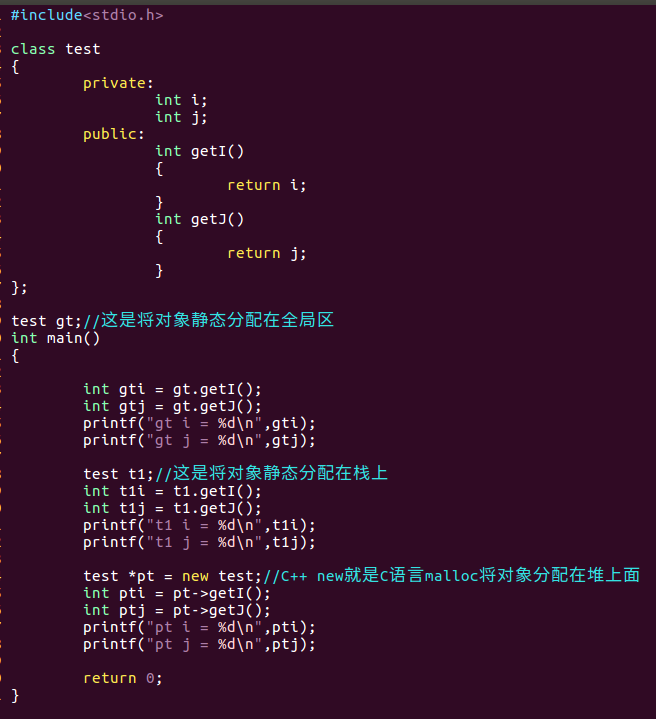 #include<stdio.h>
class test
{
private:
int i;
int j;
public:
int getI()
{
return i;
}
int getJ()
{
return j;
}
};
test gt;//这是将对象静态分配在全局区
int main()
{
int gti = gt.getI();
int gtj = gt.getJ();
printf("gt i = %d\n",gti);
printf("gt j = %d\n",gtj);
test t1;//这是将对象静态分配在栈上
int t1i = t1.getI();
int t1j = t1.getJ();
printf("t1 i = %d\n",t1i);
printf("t1 j = %d\n",t1j);
test *pt = new test;//C++ new就是C语言malloc将对象分配在堆上面
int pti = pt->getI();
int ptj = pt->getJ();
printf("pt i = %d\n",pti);
printf("pt j = %d\n",ptj);
return 0;
}